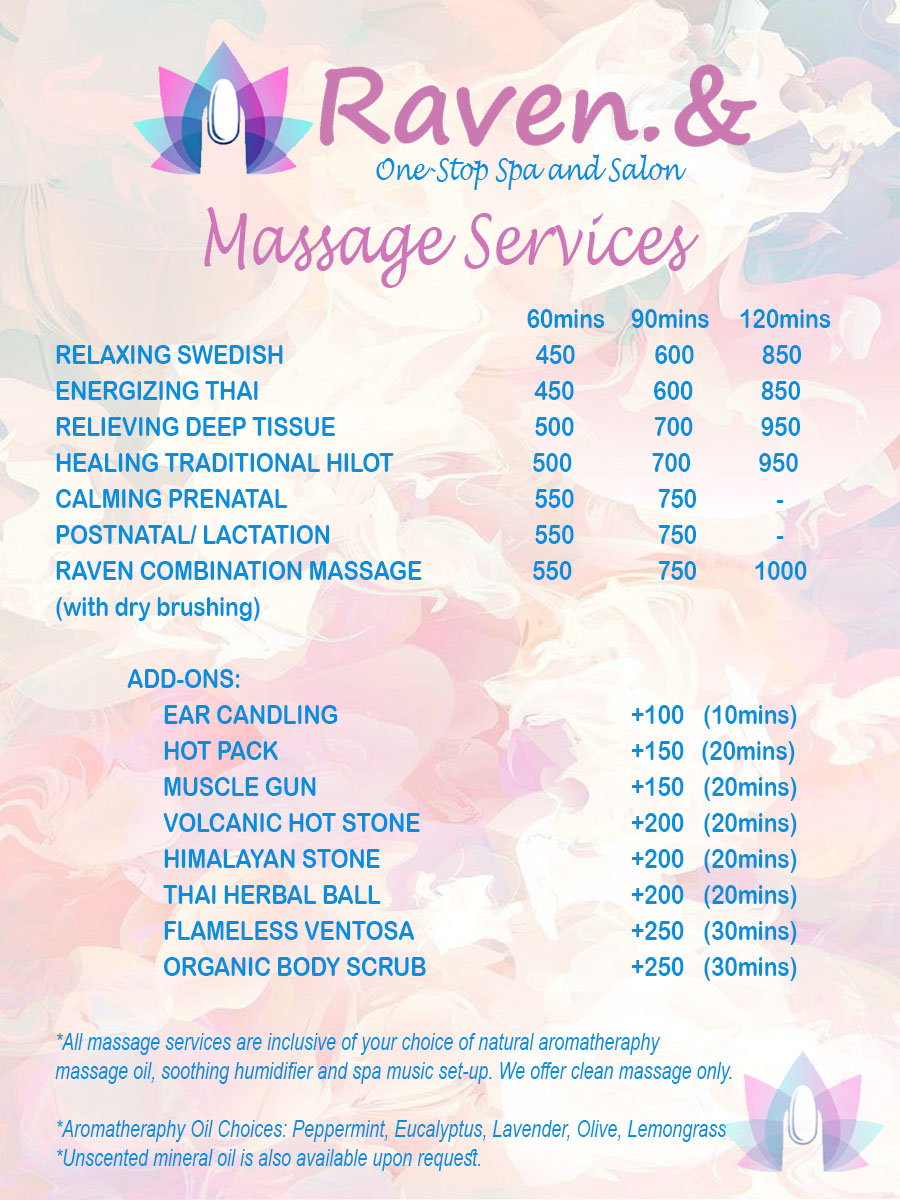 Raven.&
One-Stop Spa and Salon
Massage Services
60mins 90mins 120mins
RELAXING SWEDISH 450 600 850
ENERGIZING THAI 450 600 850
RELIEVING DEEP TISSUE 500 700 950
HEALING TRADITIONAL HILOT 500 700 950
CALMING PRENATAL 550 750 -
POSTNATAL/ LACTATION 550 750 -
RAVEN COMBINATION MASSAGE 550 750 1000
(with dry brushing)
ADD-ONS:
EAR CANDLING +100 (10mins)
HOT PACK +150 (20mins)
MUSCLE GUN +150 (20mins)
VOLCANIC HOT STONE +200 (20mins)
HIMALAYAN STONE +200 (20mins)
THAI HERBAL BALL +200 (20mins)
FLAMELESS VENTOSA +250 (30mins)
ORGANIC BODY SCRUB +250 (30mins)
*All massage services are inclusive of your choice of natural aromatheraphy
massage oil, soothing humidifier and spa music set-up. We offer clean massage only.
*Aromatheraphy Oil Choices: Peppermint, Eucalyptus, Lavender, Olive, Lemongrass
*Unscented mineral oil is also available upon request.